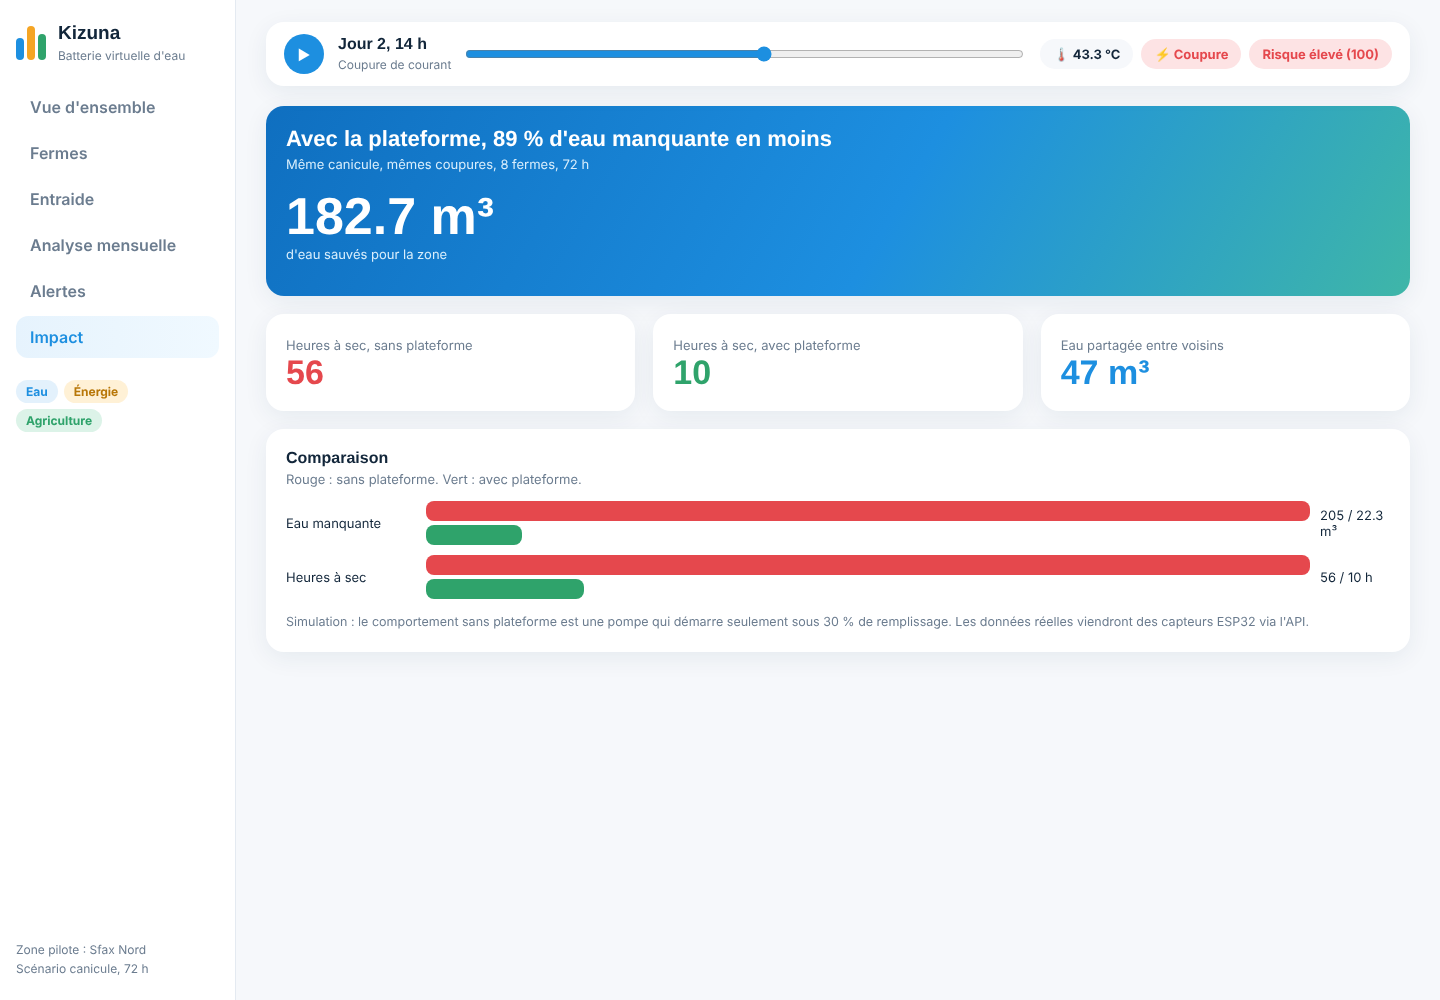 Kizuna
Batterie virtuelle d'eau
Vue d'ensemble
Fermes
Entraide
Analyse mensuelle
Alertes
Impact
Eau
Énergie
Agriculture
Zone pilote : Sfax Nord
Scénario canicule, 72 h
Jour 2, 14 h
Coupure de courant
🌡️ 43.3 °C
⚡ Coupure
Risque élevé (100)
Avec la plateforme, 89 % d'eau manquante en moins
Même canicule, mêmes coupures, 8 fermes, 72 h
182.7 m³
d'eau sauvés pour la zone
Heures à sec, sans plateforme
56
Heures à sec, avec plateforme
10
Eau partagée entre voisins
47 m³
Comparaison
Rouge : sans plateforme. Vert : avec plateforme.
Eau manquante
205 / 22.3
m³
Heures à sec
56 / 10 h
Simulation : le comportement sans plateforme est une pompe qui démarre seulement sous 30 % de remplissage. Les données réelles viendront des capteurs ESP32 via l'API.